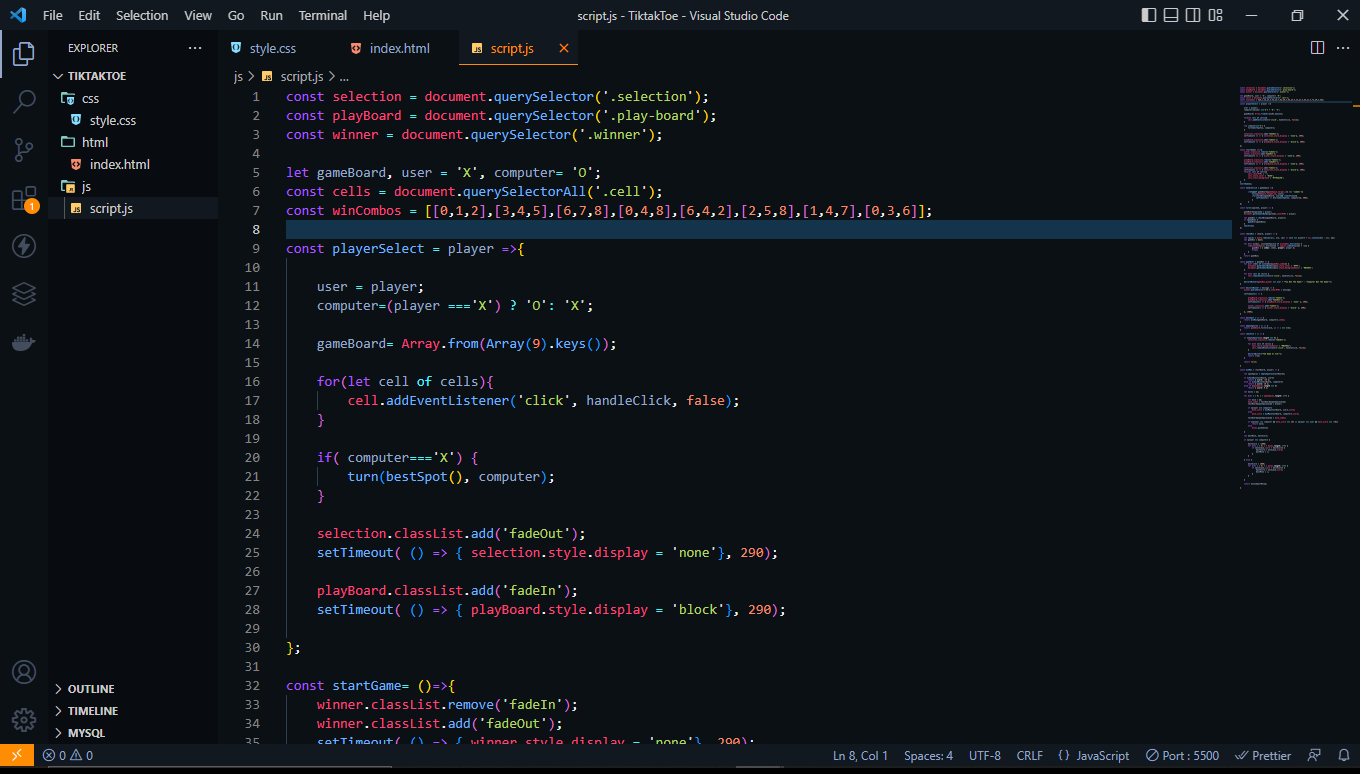 File Edit Selection View Go Run Terminal Help
script.js - TiktakToe - Visual Studio Code
EXPLORER
TIKTAKTOE
css
style.css
html
index.html
js
script.js
OUTLINE
TIMELINE
MYSQL
1
style.css index.html JS script.js
js > JS script.js > ...
1 const selection = document.querySelector('.selection');
2 const playBoard = document.querySelector('.play-board');
3 const winner = document.querySelector('.winner');
4
5 let gameBoard, user = 'X', computer= 'O';
6 const cells = document.querySelectorAll('.cell');
7 const winCombos = [[0,1,2],[3,4,5],[6,7,8],[0,4,8],[6,4,2],[2,5,8],[1,4,7],[0,3,6]];
8
9 const playerSelect = player =>{
10
11 user = player;
12 computer=(player ==='X') ? 'O': 'X';
13
14 gameBoard= Array.from(Array(9).keys());
15
16 for(let cell of cells){
17 cell.addEventListener('click', handleClick, false);
18 }
19
20 if( computer==='X') {
21 turn(bestSpot(), computer);
22 }
23
24 selection.classList.add('fadeOut');
25 setTimeout( () => { selection.style.display = 'none'}, 290);
26
27 playBoard.classList.add('fadeIn');
28 setTimeout( () => { playBoard.style.display = 'block'}, 290);
29
30 };
31
32 const startGame= ()=>{
33 winner.classList.remove('fadeIn');
34 winner.classList.add('fadeOut');
35 setTimeout( () => { winner.style.display = 'none'}, 290);
0 0
Ln 8, Col 1 Spaces: 4 UTF-8 CRLF {} JavaScript Port : 5500 Prettier